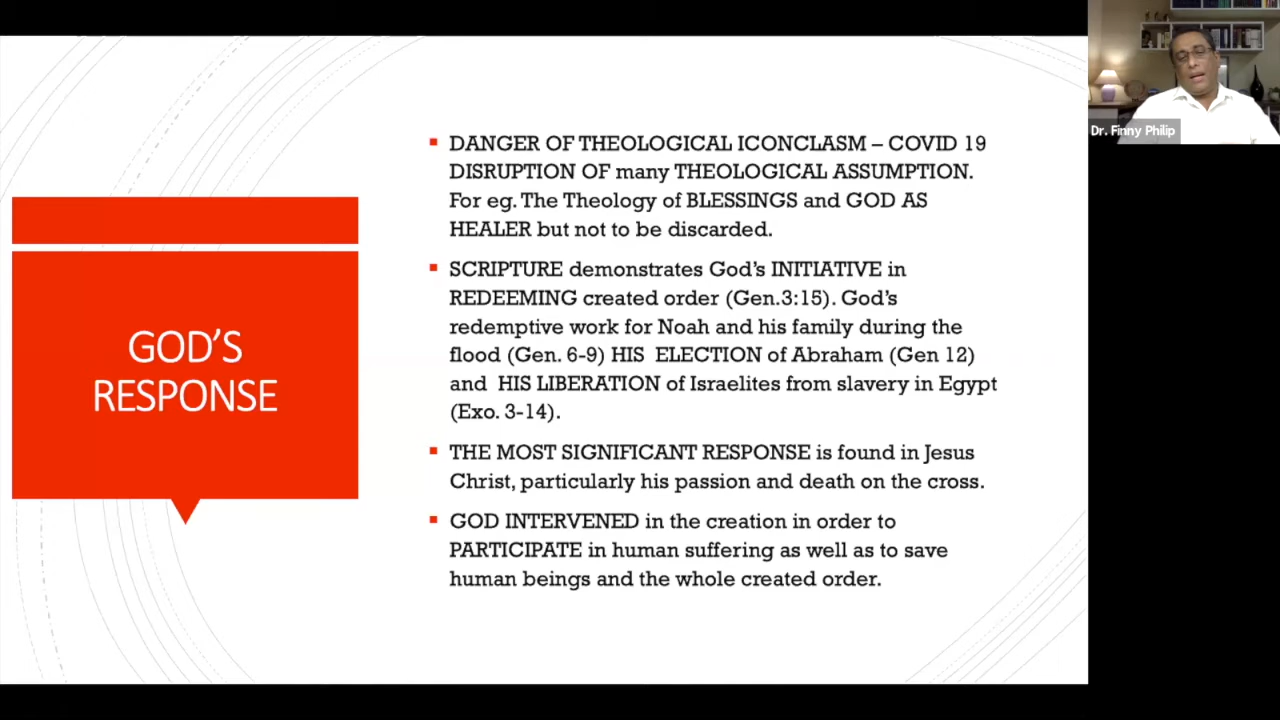 GOD'S
RESPONSE
▪ DANGER OF THEOLOGICAL ICONCLASM – COVID 19
DISRUPTION OF many THEOLOGICAL ASSUMPTION.
For eg. The Theology of BLESSINGS and GOD AS
HEALER but not to be discarded.
▪ SCRIPTURE demonstrates God's INITIATIVE in
REDEEMING created order (Gen.3:15). God's
redemptive work for Noah and his family during the
flood (Gen. 6-9) HIS ELECTION of Abraham (Gen 12)
and HIS LIBERATION of Israelites from slavery in Egypt
(Exo. 3-14).
▪ THE MOST SIGNIFICANT RESPONSE is found in Jesus
Christ, particularly his passion and death on the cross.
▪ GOD INTERVENED in the creation in order to
PARTICIPATE in human suffering as well as to save
human beings and the whole created order.
Dr. Finny Philip